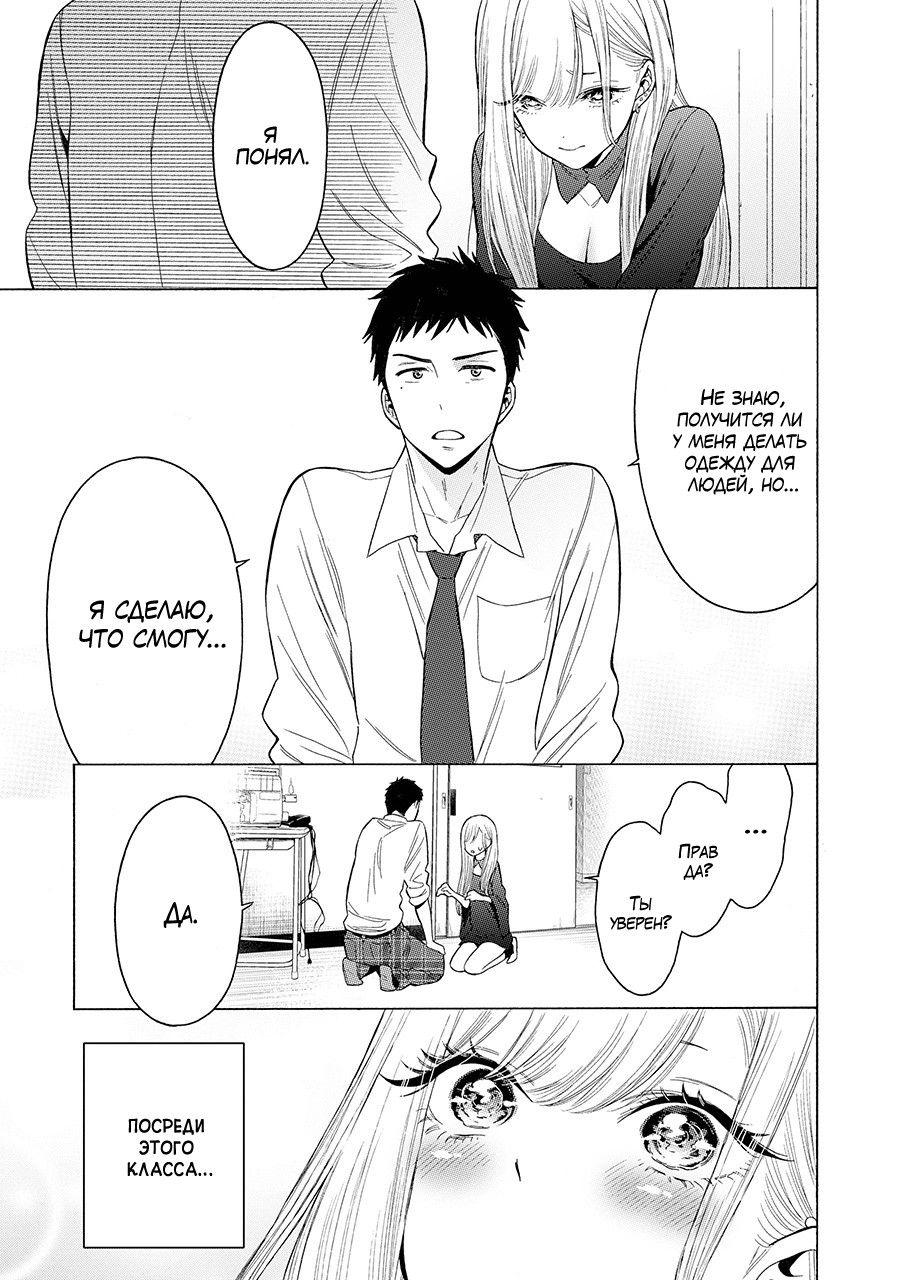 Я
ПОНЯЛ.
НЕ ЗНАЮ,
ПОЛУЧИТСЯ ЛИ
У МЕНЯ ДЕЛАТЬ
ОДЕЖДУ ДЛЯ
ЛЮДЕЙ, НО...
Я СДЕЛАЮ,
ЧТО СМОГУ...
...
ПРАВ
ДА?
ТЫ
УВЕРЕН?
ДА.
ПОСРЕДИ
ЭТОГО
КЛАССА...